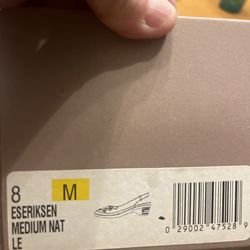 8 M
ESERIKSEN
MEDIUM NAT
LE
0 29002 47528 9